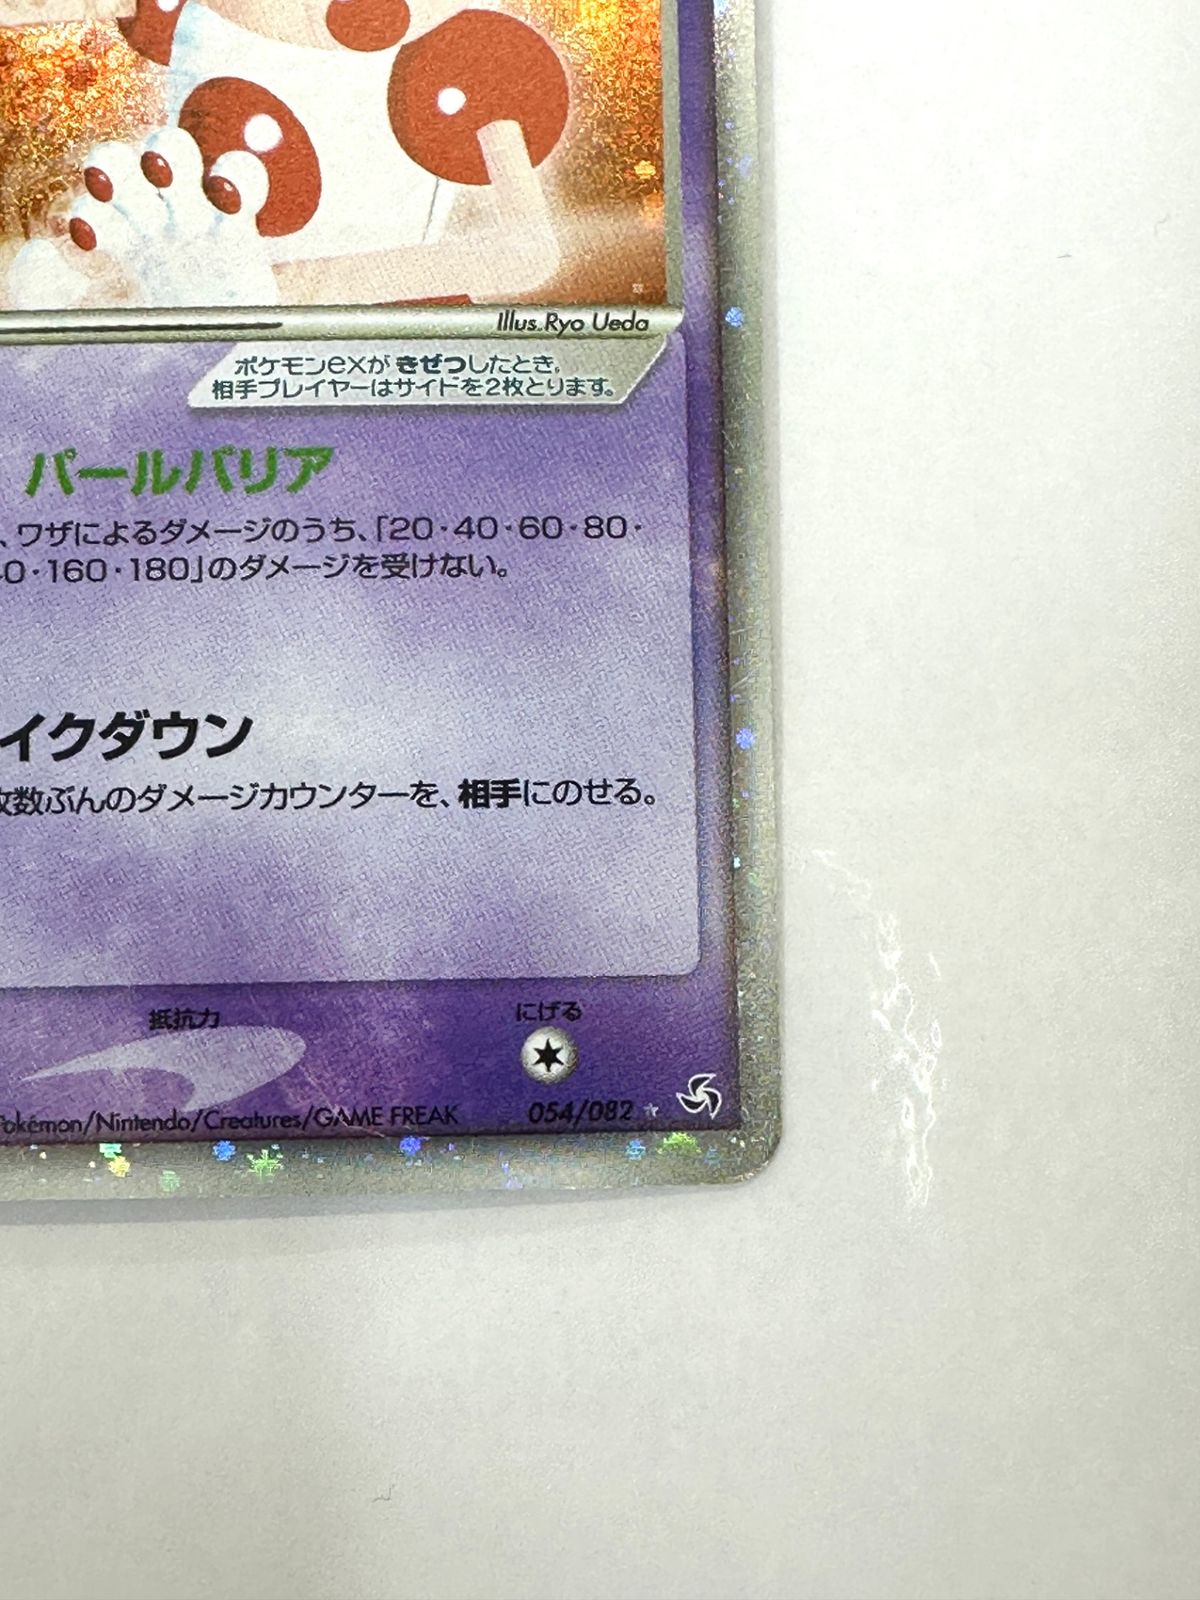 Illus. Ryo Ueda
ポケモンexがきぜつしたとき、
相手プレイヤーはサイドを2枚とります。
パールバリア
、ワザによるダメージのうち、「20・40・60・80・
40・160・180」のダメージを受けない。
イクダウン
枚数ぶんのダメージカウンターを、相手にのせる。
抵抗力
にげる
Pokémon/Nintendo/Creatures/GAME FREAK
054/082